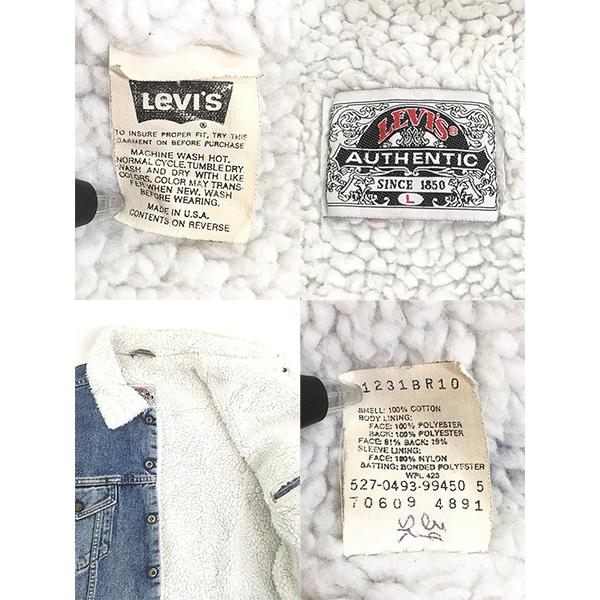 LEVI'S
®
TO INSURE PROPER FIT, TRY THIS
GARMENT ON BEFORE PURCHASE
MACHINE WASH HOT.
NORMAL CYCLE. TUMBLE DRY
WASH AND DRY WITH LIKE
COLORS. COLOR MAY TRANS-
FER WHEN NEW. WASH
BEFORE WEARING.
MADE IN U.S.A.
CONTENTS ON REVERSE
LEVI'S®
AUTHENTIC
SINCE 1850
L
1231BR10
SHELL: 100% COTTON
BODY LINING:
FACE: 100% POLYESTER
BACK: 100% POLYESTER
FACE: 81% BACK: 19%
SLEEVE LINING:
FACE: 100% NYLON
BATTING: BONDED POLYESTER
WPL 423
527-0493-99450 5
70609 4891